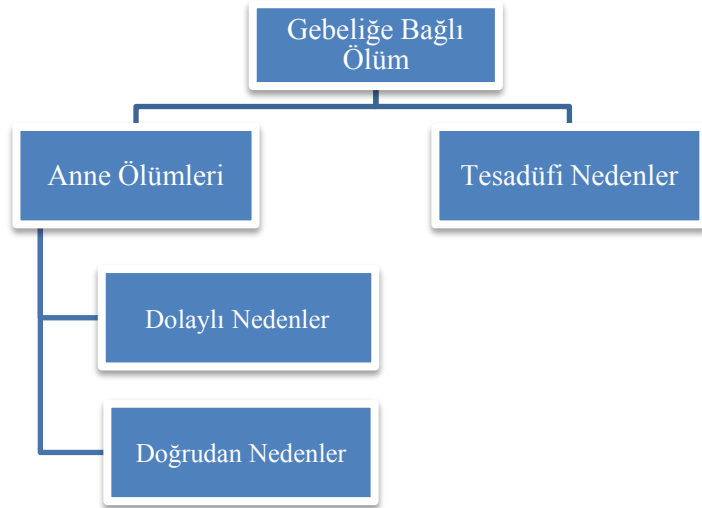 Gebeliğe Bağlı
Ölüm
Anne Ölümleri
Tesadüfi Nedenler
Dolaylı Nedenler
Doğrudan Nedenler